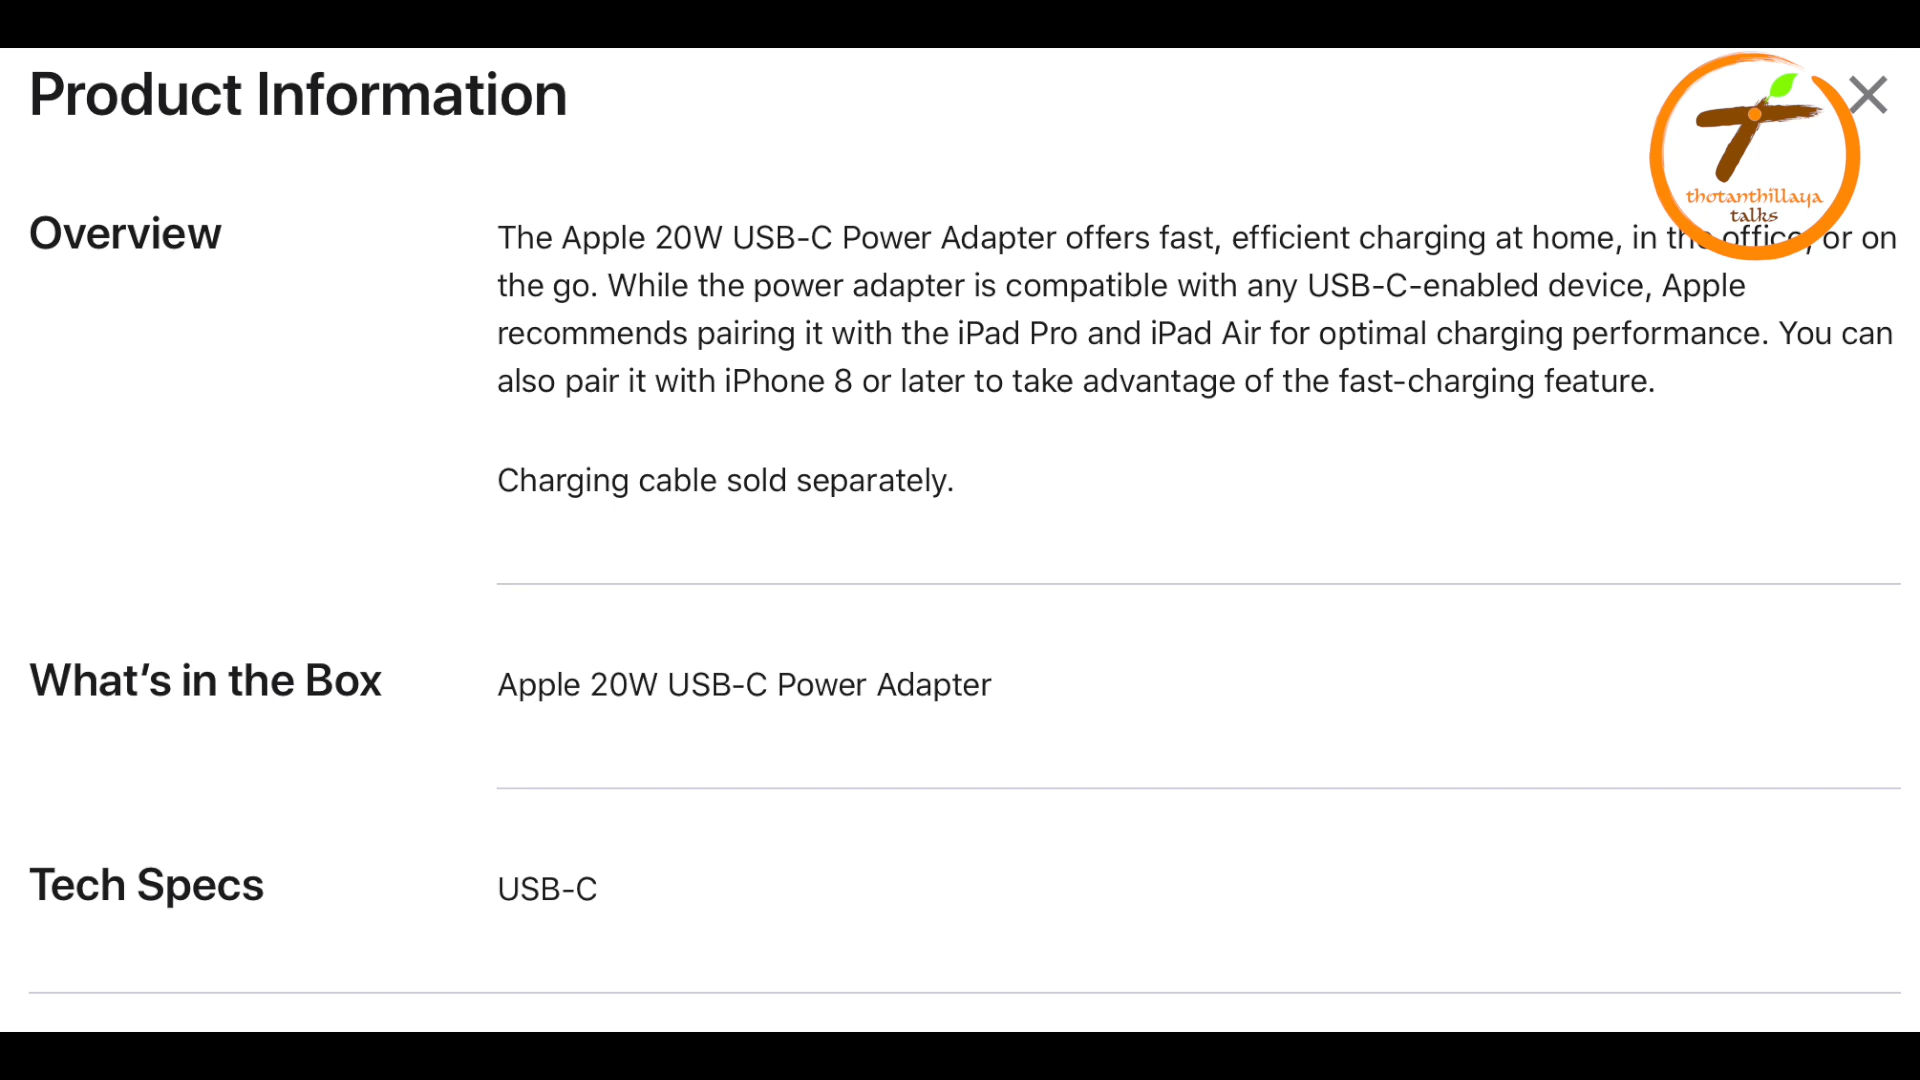 Product Information
thotanthillaya
talks
Overview
The Apple 20W USB-C Power Adapter offers fast, efficient charging at home, in the office, or on
the go. While the power adapter is compatible with any USB-C-enabled device, Apple
recommends pairing it with the iPad Pro and iPad Air for optimal charging performance. You can
also pair it with iPhone 8 or later to take advantage of the fast-charging feature.
Charging cable sold separately.
What's in the Box
Apple 20W USB-C Power Adapter
Tech Specs
USB-C